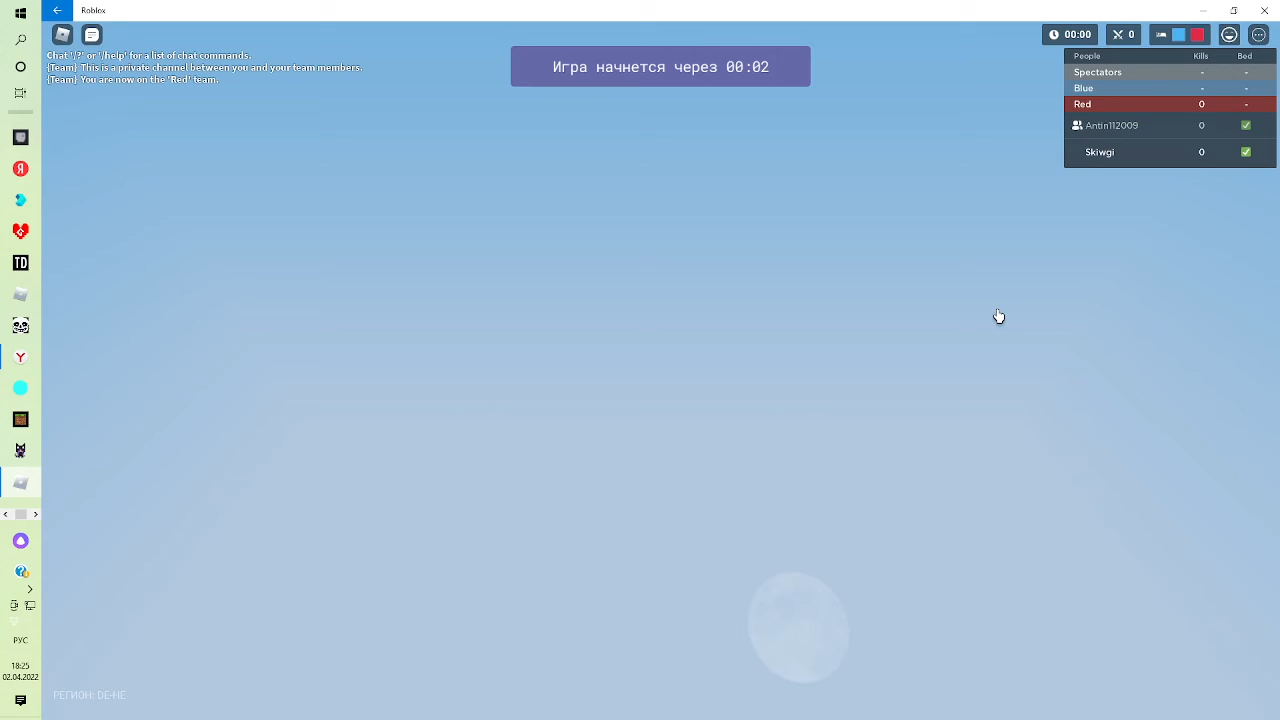 Roblox
Chat '/?' or '/help' for a list of chat commands.
{Team} This is a private channel between you and your team members.
{Team} You are now on the 'Red' team.
Игра начнется через 00:02
00:00
0
People Kills Bed
Spectators - -
Blue - -
Red 0 -
Antin112009 0
Skiwgi 0
Я
TD
Y
РУС
18:25
02.04.2022
РЕГИОН: DE-HE